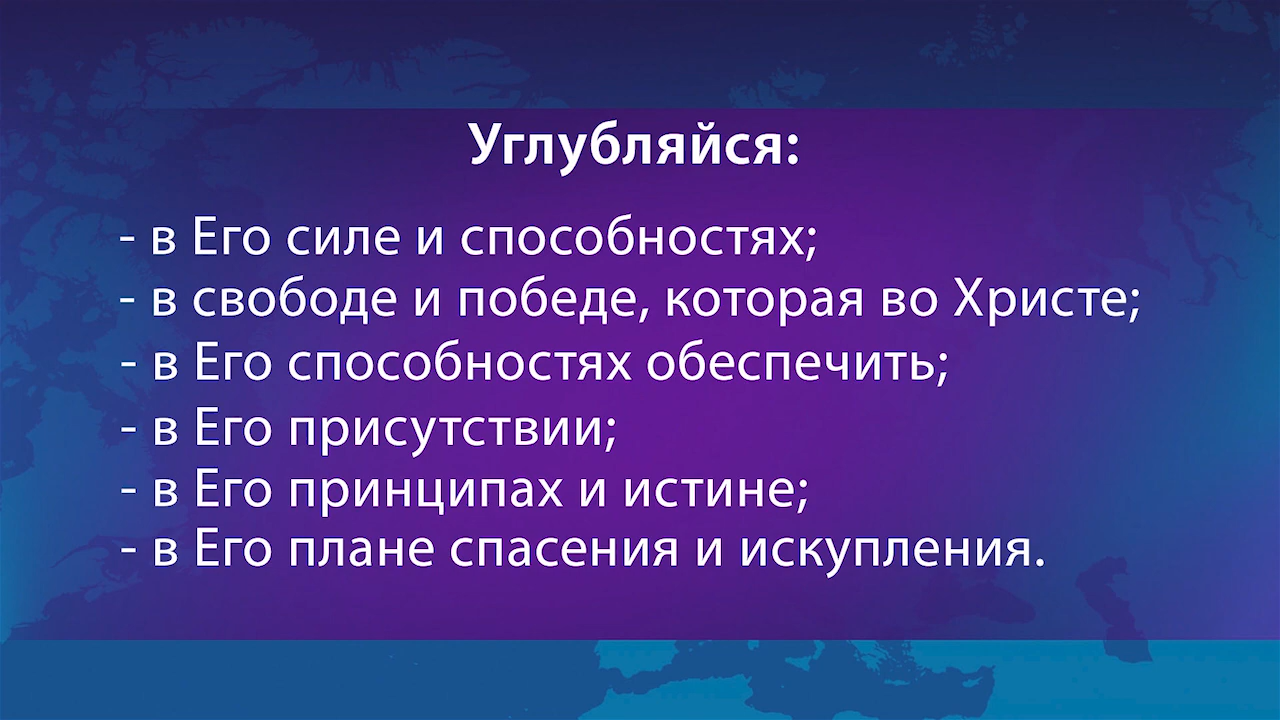 Углубляйся:
- в Его силе и способностях;
- в свободе и победе, которая во Христе;
- в Его способностях обеспечить;
- в Его присутствии;
- в Его принципах и истине;
- в Его плане спасения и искупления.